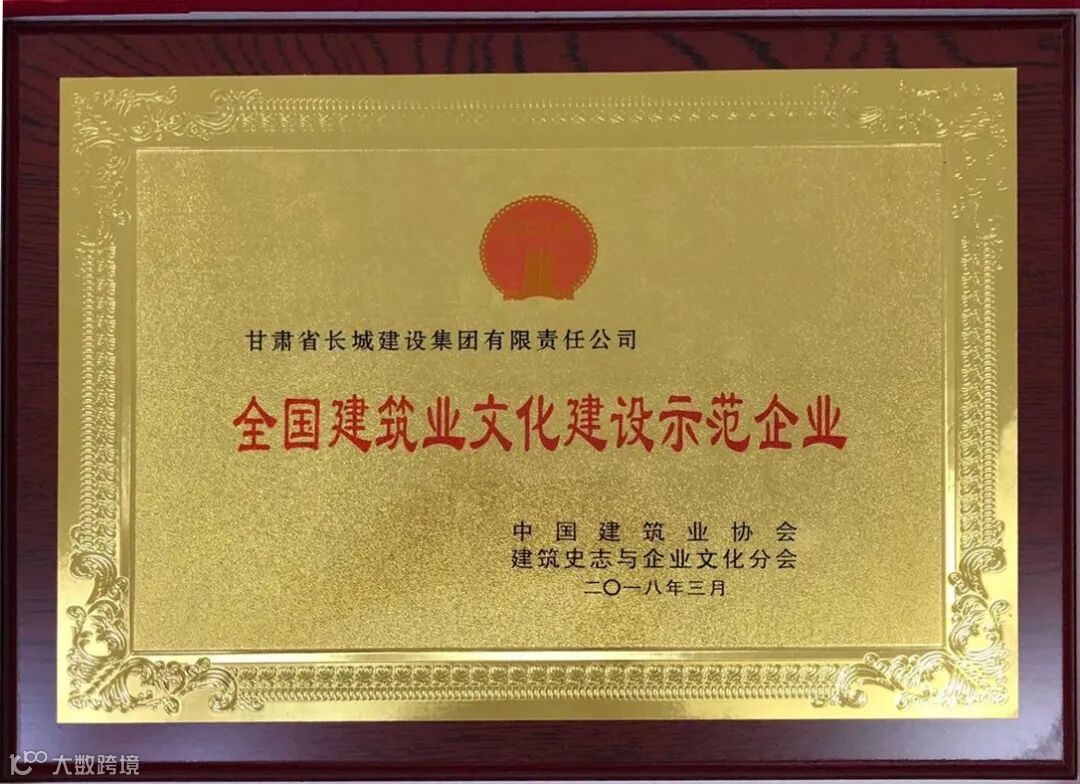 甘肃省长城建设集团有限责任公司
全国建筑业文化建设示范企业
中国建筑业协会
建筑史志与企业文化分会
二〇一八年三月
大数跨境